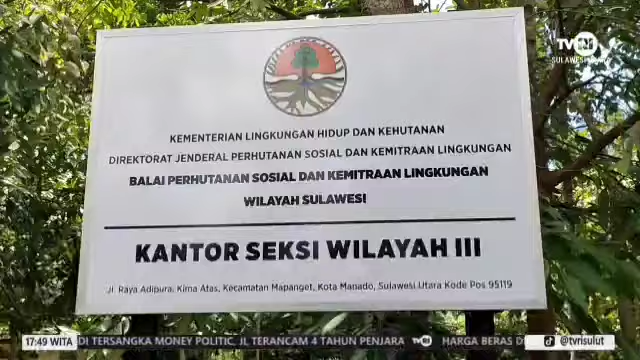 tvRi
SULAWESI UTARA
KEMENTERIAN LINGKUNGAN HIDUP DAN KEHUTANAN
DIREKTORAT JENDERAL PERHUTANAN SOSIAL DAN KEMITRAAN LINGKUNGAN
BALAI PERHUTANAN SOSIAL DAN KEMITRAAN LINGKUNGAN
WILAYAH SULAWESI
KANTOR SEKSI WILAYAH III
Jl. Raya Adipura, Kima Atas, Kecamatan Mapanget, Kota Manado, Sulawesi Utara Kode Pos 95119
17:49 WITA DI TERSANGKA MONEY POLITIC, JL TERANCAM 4 TAHUN PENJARA tvRi HARGA BERAS D @tvrisulut